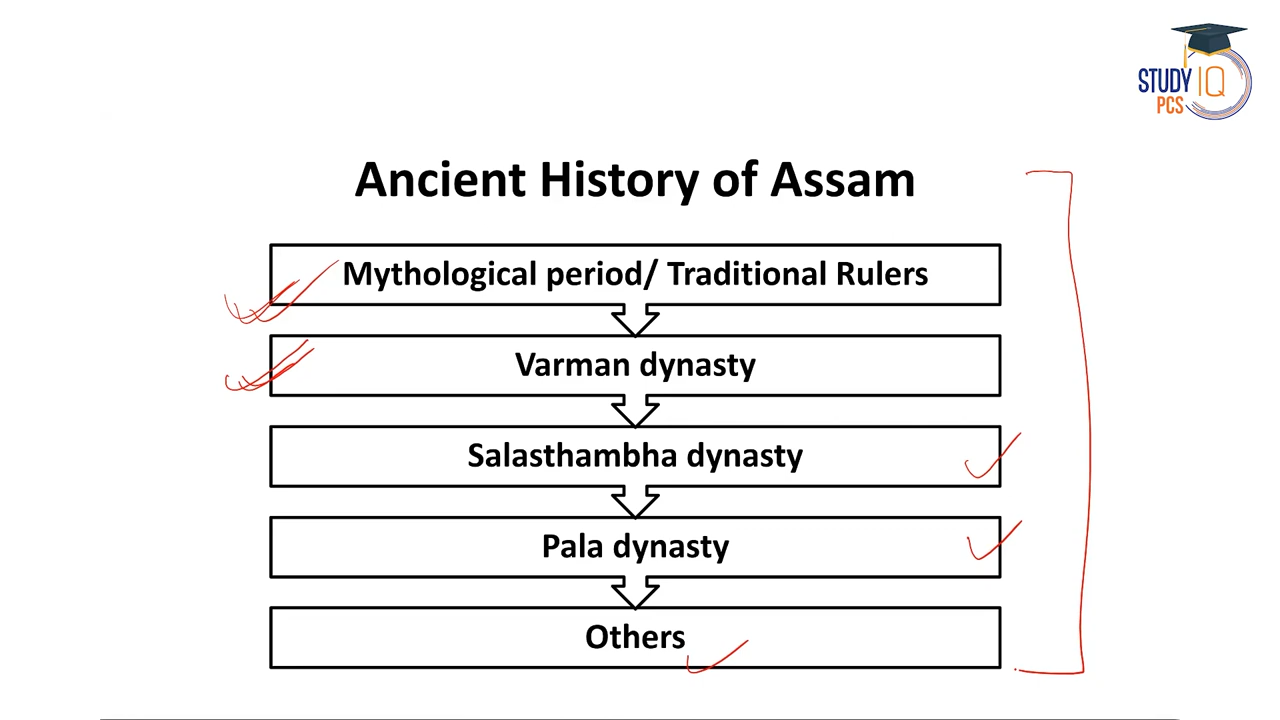 STUDY IQ
PCS
Ancient History of Assam
Mythological period/ Traditional Rulers
Varman dynasty
Salasthambha dynasty
Pala dynasty
Others